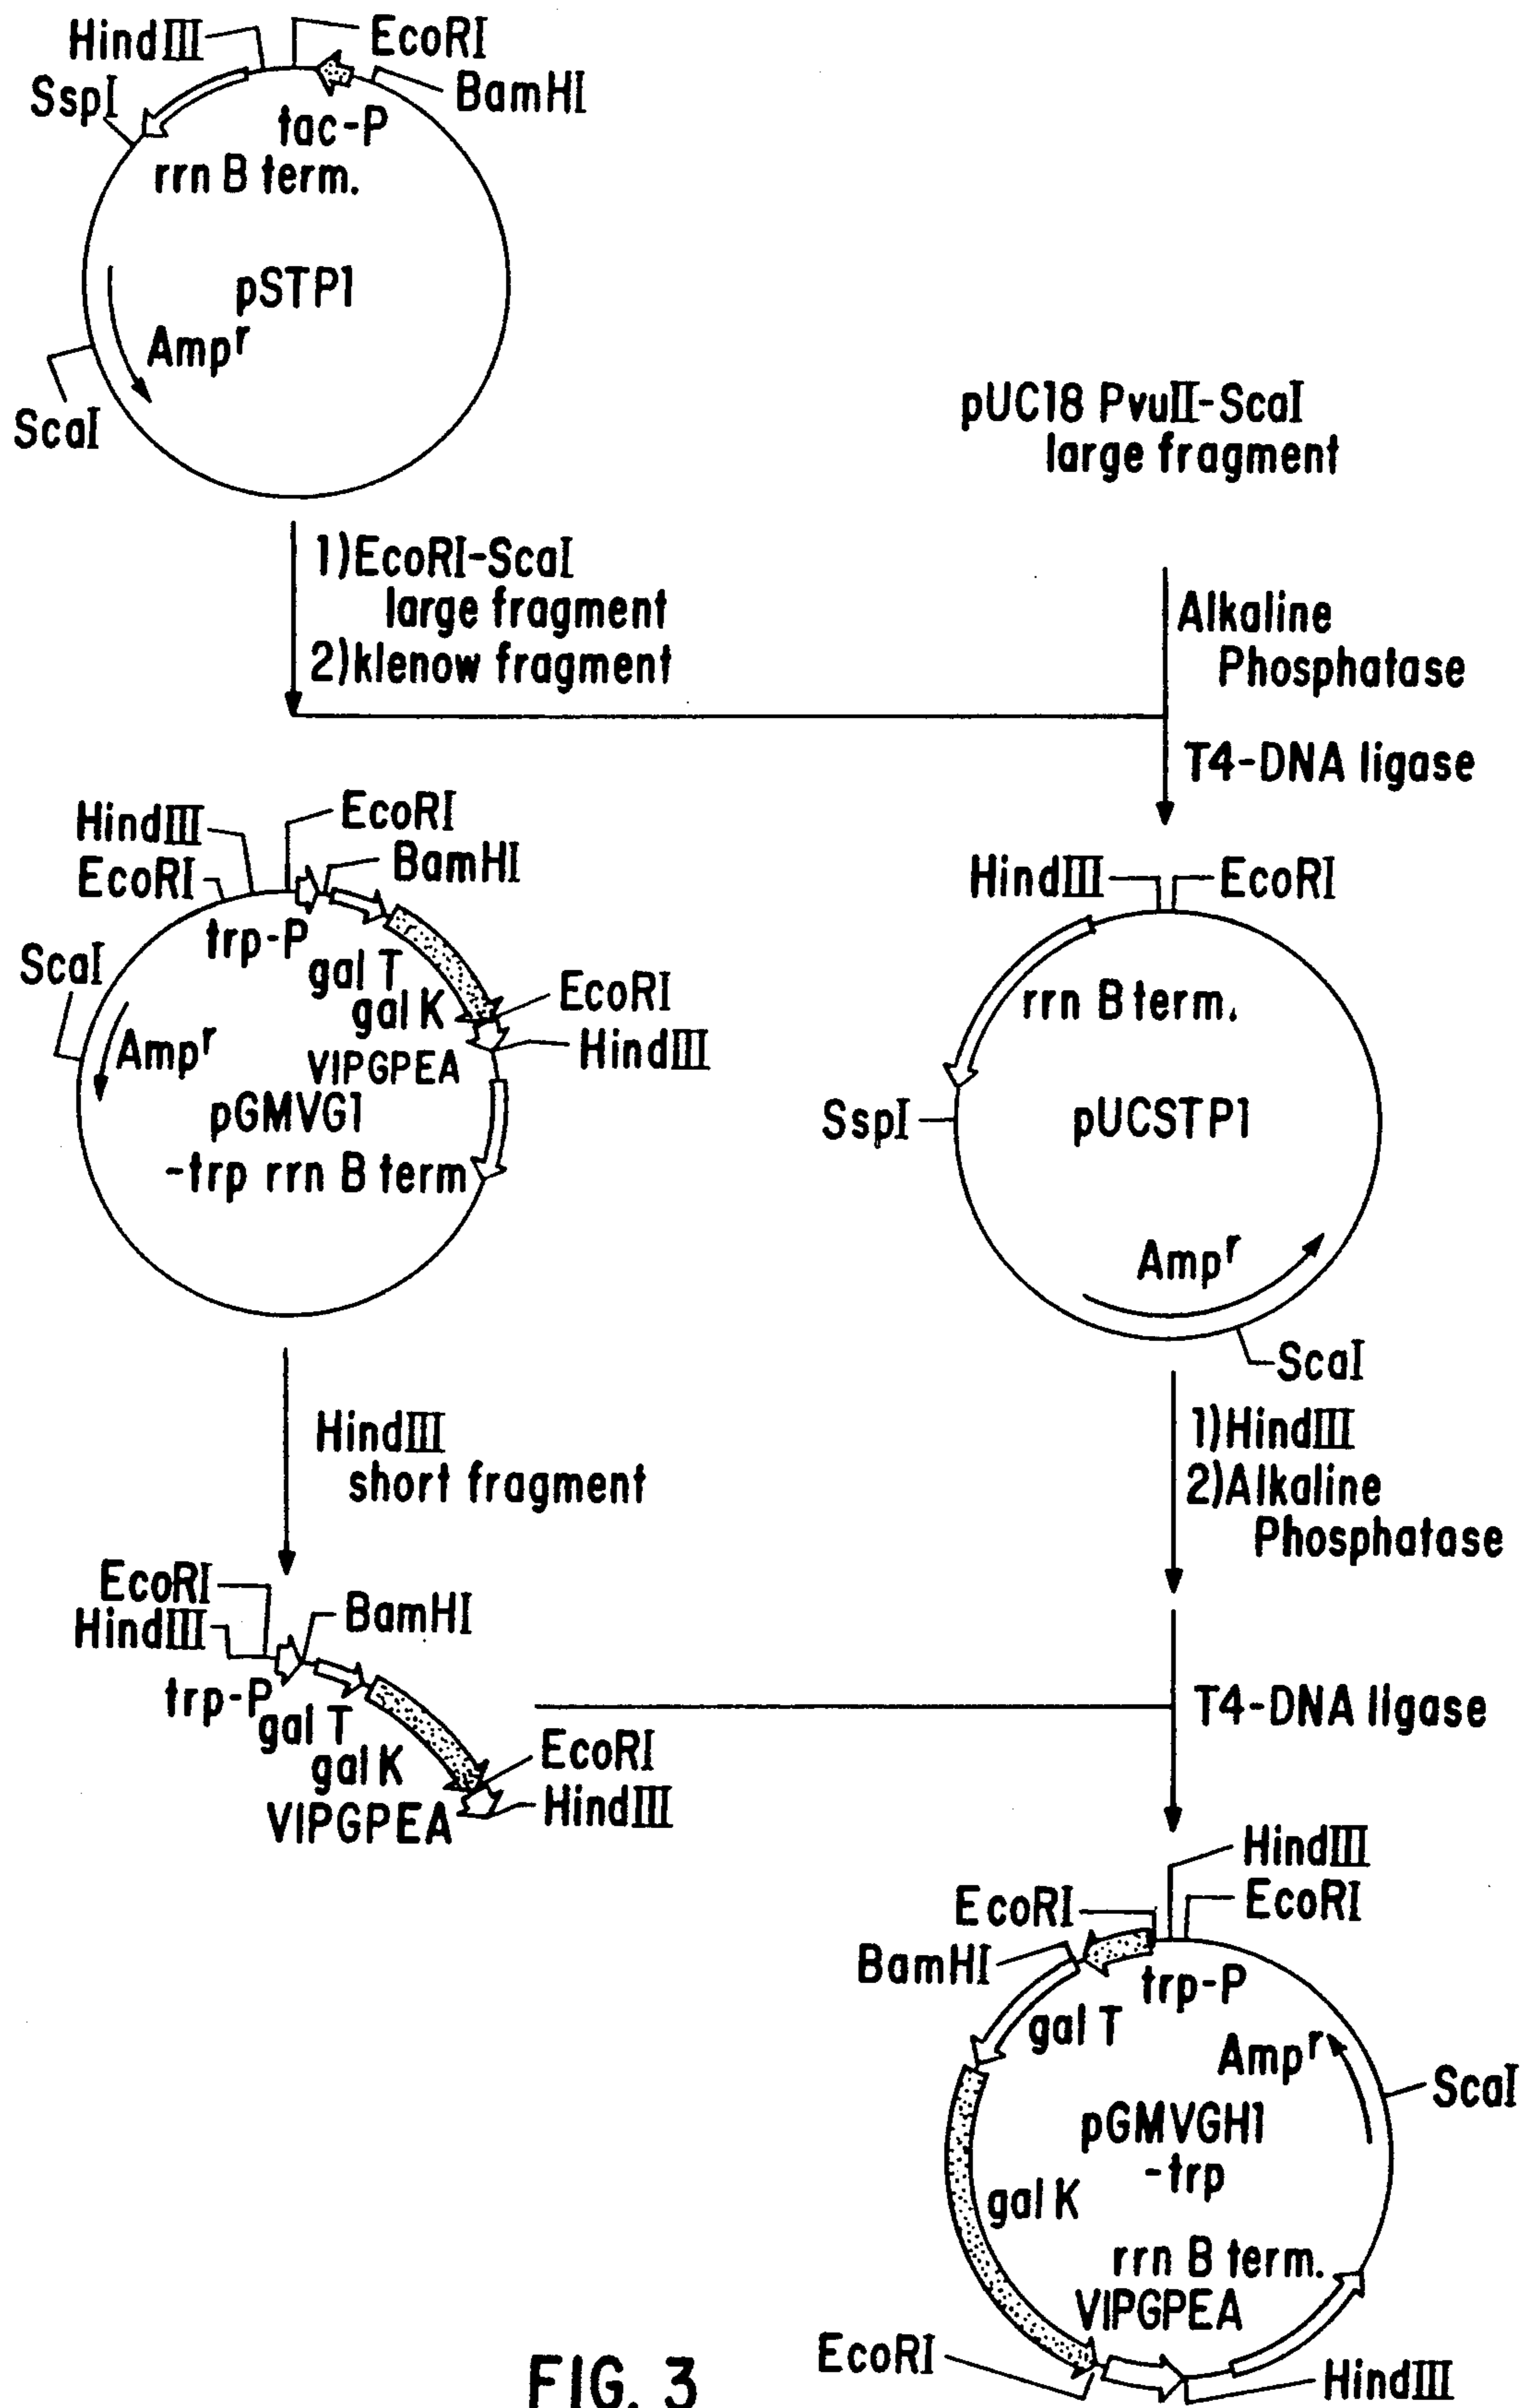 HindIII
EcoRI
SspI
BamHI
tac-P
rrn B term.
pSTP1
Ampr
ScaI
pUC18 PvuII-ScaI
large fragment
1)EcoRI-ScaI
large fragment
2)klenow fragment
Alkaline
Phosphatase
T4-DNA ligase
HindIII
EcoRI
EcoRI
BamHI
trp-P
gal T
gal K
ScaI
EcoRI
HindIII
Ampr
VIPGPEA
pGMVG1
-trp rrn B term
HindIII
EcoRI
rrn B term.
SspI
pUCSTP1
Ampr
ScaI
HindIII
short fragment
1)HindIII
2)Alkaline
Phosphatase
EcoRI
HindIII
BamHI
trp-P
gal T
gal K
EcoRI
VIPGPEA
HindIII
T4-DNA ligase
HindIII
EcoRI
EcoRI
BamHI
trp-P
gal T
Ampr
ScaI
pGMVGH1
-trp
gal K
rrn B term.
VIPGPEA
EcoRI
HindIII
FIG. 3